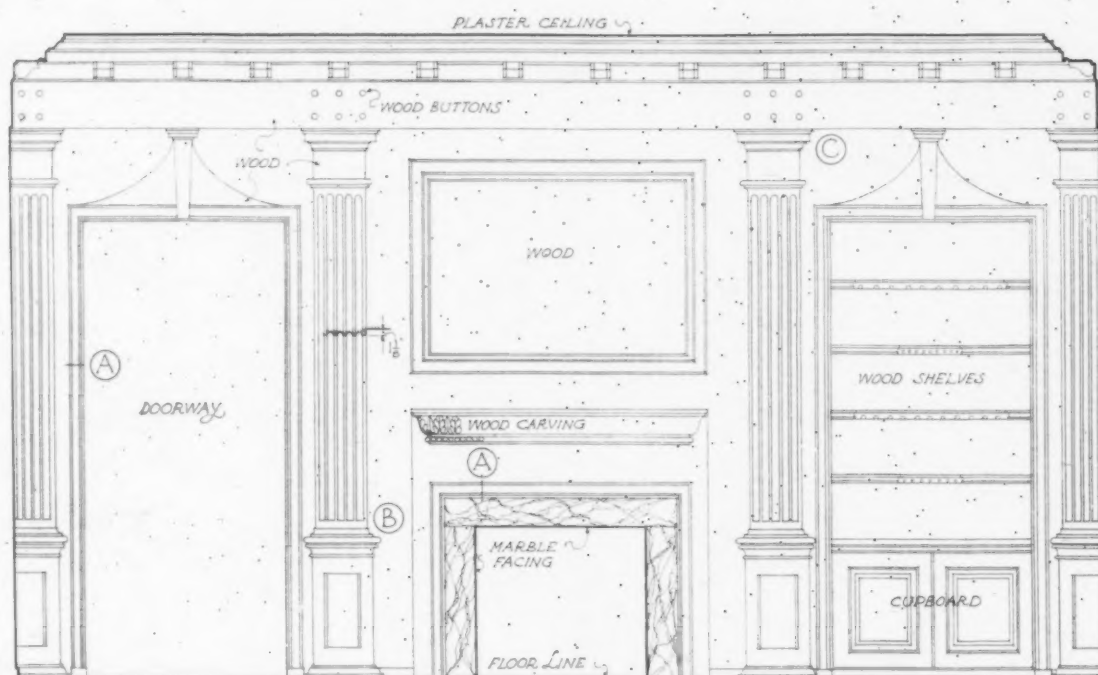 PLASTER CEILING
WOOD BUTTONS
WOOD
C
WOOD
A
WOOD SHELVES
DOORWAY
WOOD CARVING
A
B
MARBLE
FACING
CUPBOARD
FLOOR LINE